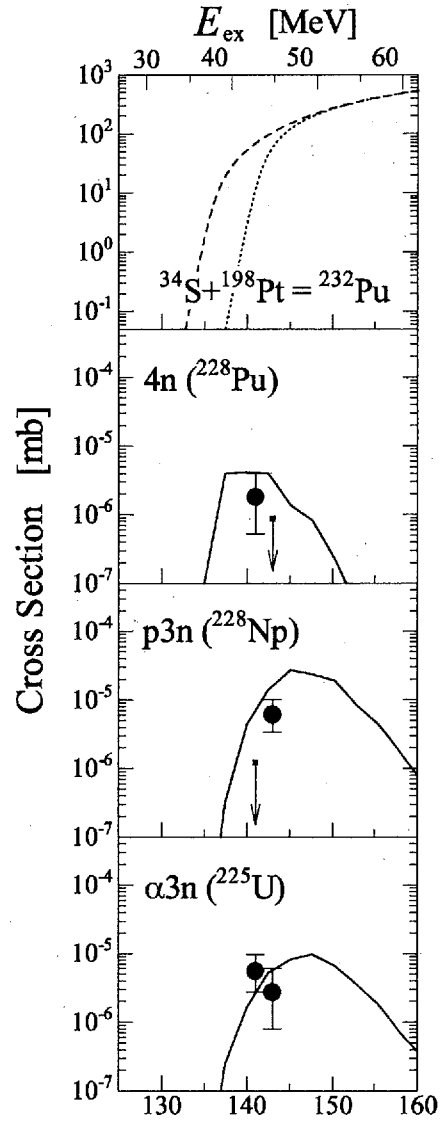 E_ex [MeV]
30 40 50 60
10^3
10^2
10^1
10^0
10^-1
^34S+^198Pt = ^232Pu
10^-4
4n (^228Pu)
10^-5
10^-6
10^-7
Cross Section [mb]
10^-4
p3n (^228Np)
10^-5
10^-6
10^-7
10^-4
α3n (^225U)
10^-5
10^-6
10^-7
130 140 150 160